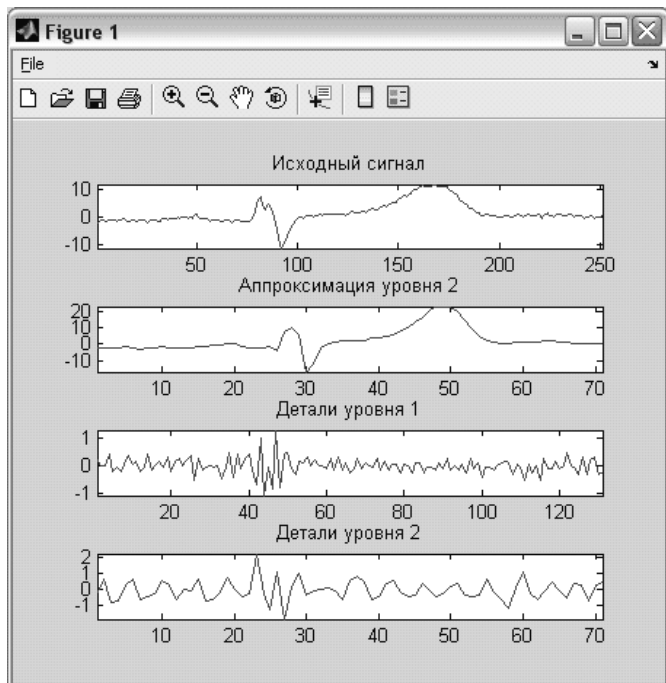 Figure 1
File
Исходный сигнал
10
0
-10
50 100 150 200 250
Аппроксимация уровня 2
20
10
0
-10
10 20 30 40 50 60 70
Детали уровня 1
1
0
-1
20 40 60 80 100 120
Детали уровня 2
2
1
0
-1
10 20 30 40 50 60 70